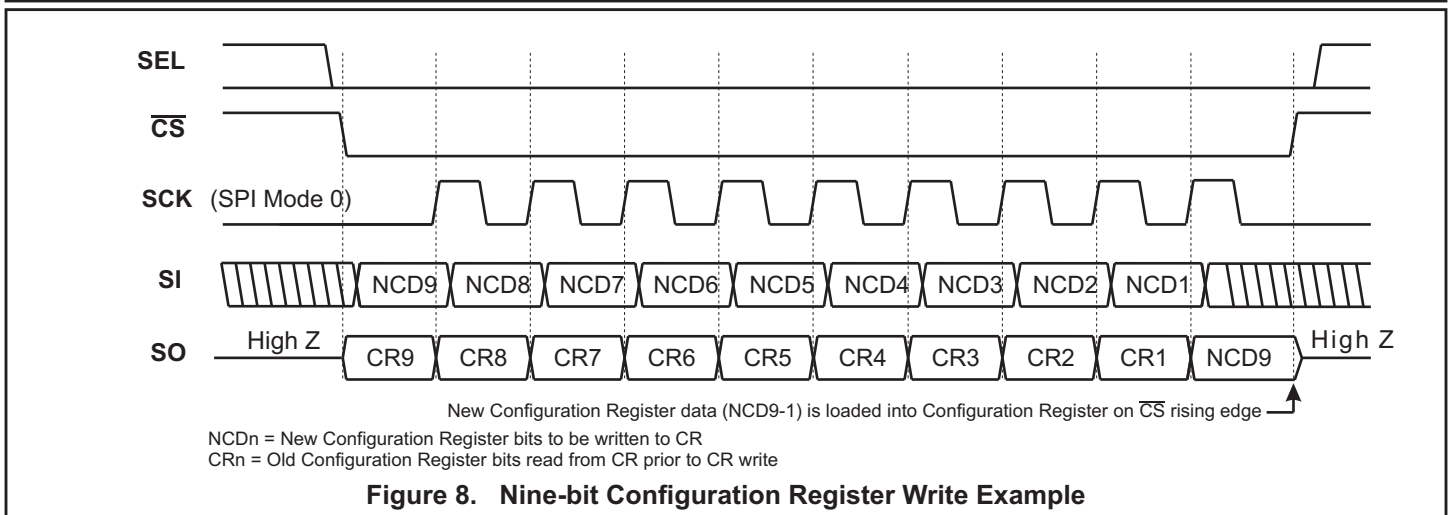 SEL
CS
SCK (SPI Mode 0)
SI NCD9 NCD8 NCD7 NCD6 NCD5 NCD4 NCD3 NCD2 NCD1
SO High Z CR9 CR8 CR7 CR6 CR5 CR4 CR3 CR2 CR1 NCD9 High Z
New Configuration Register data (NCD9-1) is loaded into Configuration Register on CS rising edge
NCDn = New Configuration Register bits to be written to CR
CRn = Old Configuration Register bits read from CR prior to CR write
Figure 8. Nine-bit Configuration Register Write Example